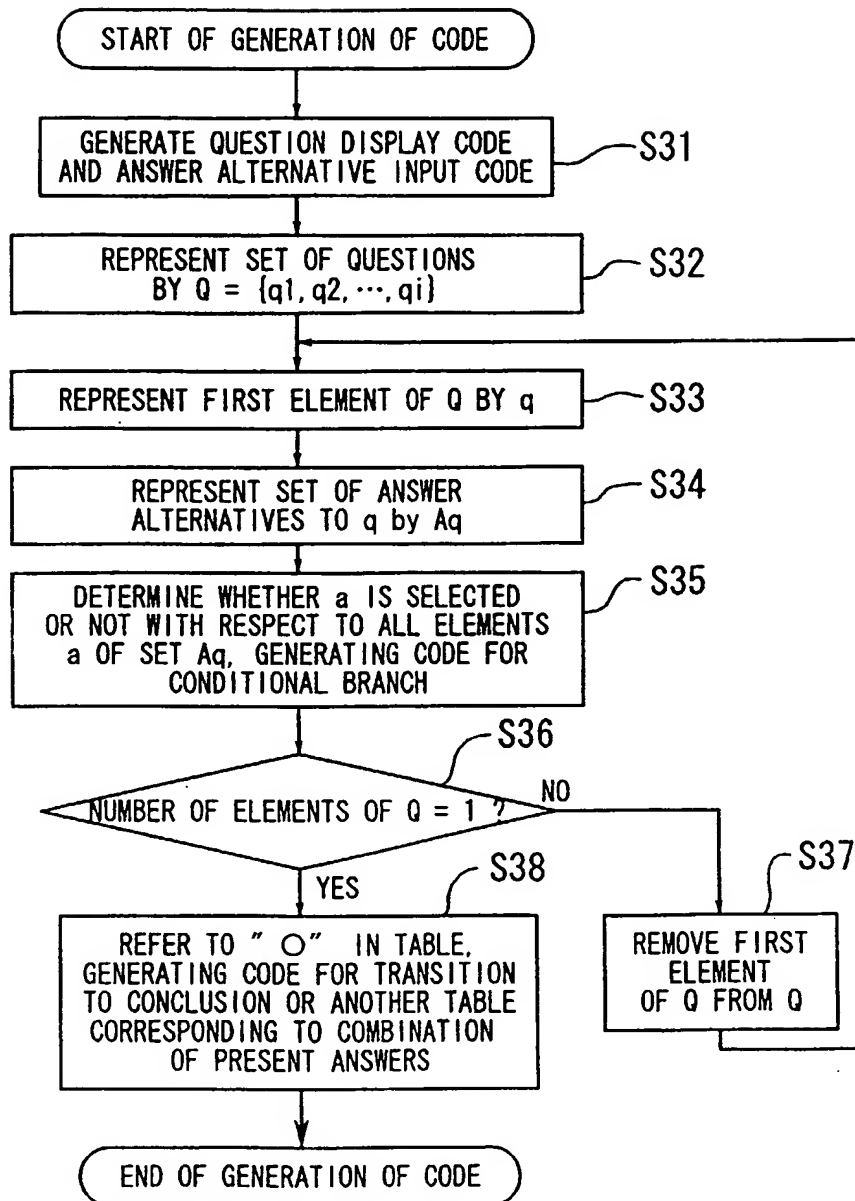 START OF GENERATION OF CODE
GENERATE QUESTION DISPLAY CODE
AND ANSWER ALTERNATIVE INPUT CODE
S31
REPRESENT SET OF QUESTIONS
BY Q = {q1, q2, ···, qi}
S32
REPRESENT FIRST ELEMENT OF Q BY q
S33
REPRESENT SET OF ANSWER
ALTERNATIVES TO q by Aq
S34
DETERMINE WHETHER a IS SELECTED
OR NOT WITH RESPECT TO ALL ELEMENTS
a OF SET Aq, GENERATING CODE FOR
CONDITIONAL BRANCH
S35
S36
NUMBER OF ELEMENTS OF Q = 1 ?
NO
YES
S38
REFER TO " ○" IN TABLE,
GENERATING CODE FOR TRANSITION
TO CONCLUSION OR ANOTHER TABLE
CORRESPONDING TO COMBINATION
OF PRESENT ANSWERS
S37
REMOVE FIRST
ELEMENT
OF Q FROM Q
END OF GENERATION OF CODE